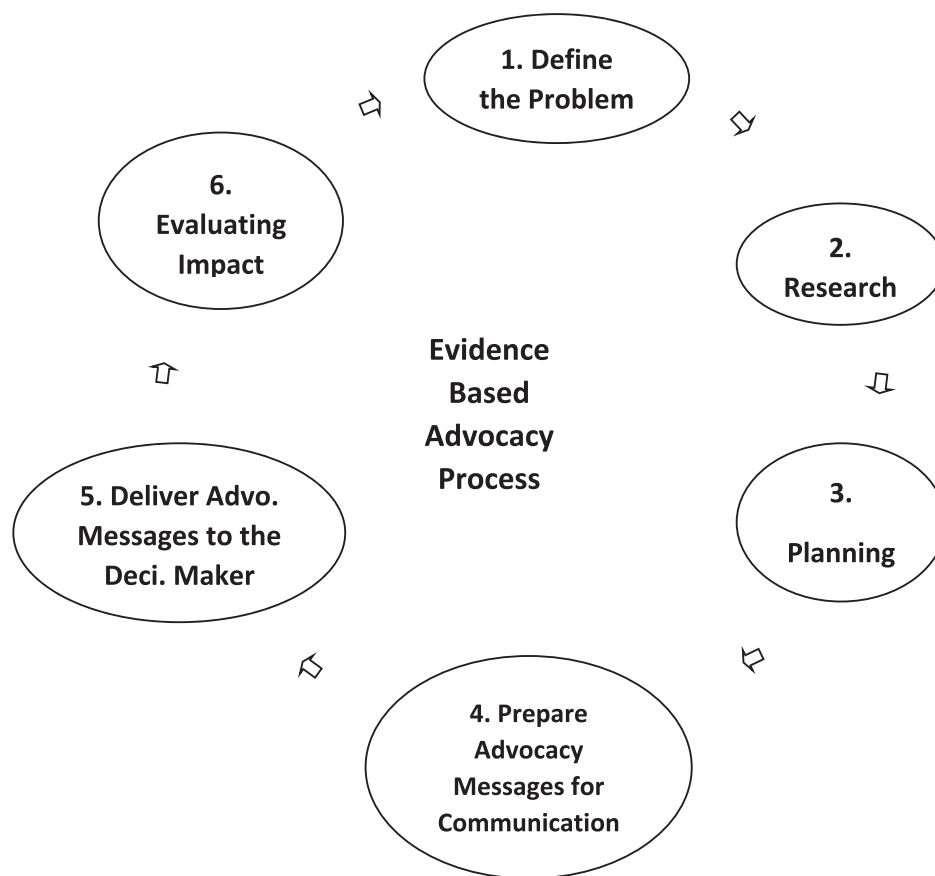 1. Define
the Problem
2.
Research
3.
Planning
4. Prepare
Advocacy
Messages for
Communication
5. Deliver Advo.
Messages to the
Deci. Maker
6.
Evaluating
Impact
Evidence
Based
Advocacy
Process